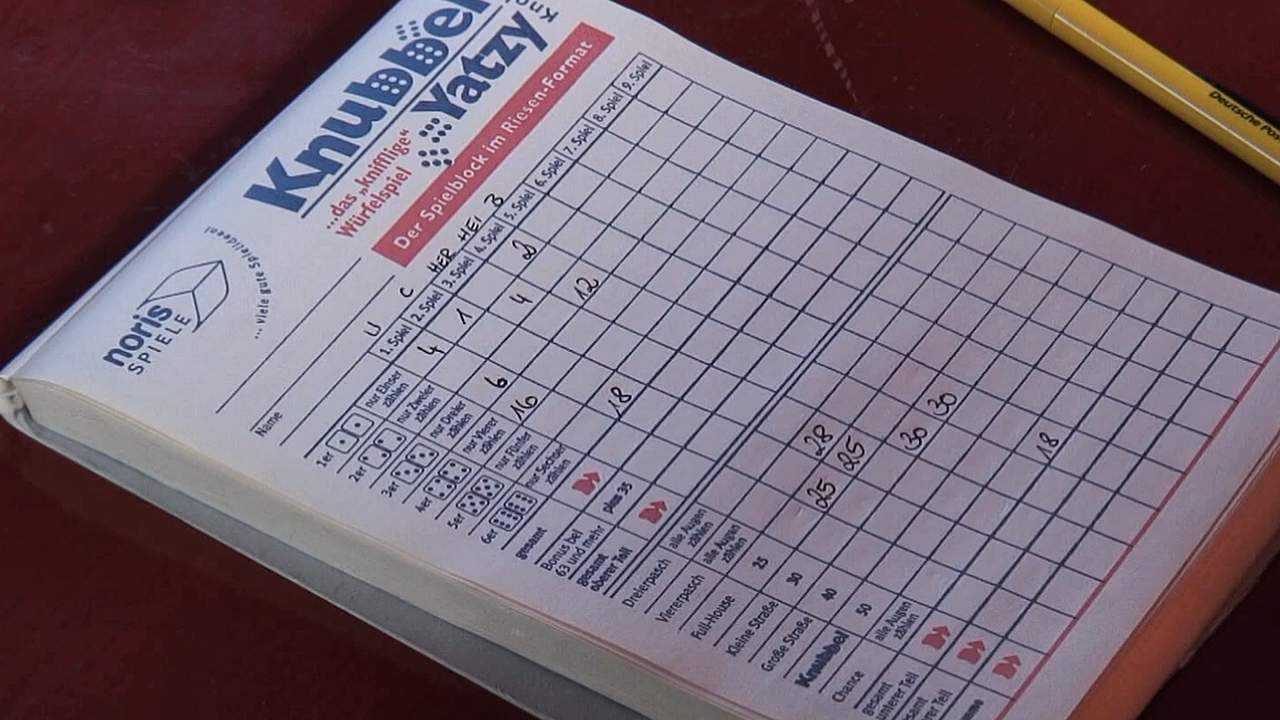 Knubbel
Yatzy
...das „knifflige“
Würfelspiel
Der Spielblock im Riesen-Format
noris
SPIELE
... viele gute Spielideen!
Name
U C HER HEI B
1. Spiel 2. Spiel 3. Spiel 4. Spiel 5. Spiel 6. Spiel 7. Spiel 8. Spiel 9. Spiel
1er nur Einser zählen 4 1 2
2er nur Zweier zählen 4
3er nur Dreier zählen 6 12
4er nur Vierer zählen 16
5er nur Fünfer zählen
6er nur Sechser zählen 18
gesamt
Bonus bei 63 und mehr plus 35
gesamt oberer Teil
Dreierpasch alle Augen zählen
Viererpasch alle Augen zählen 28
Full-House 25 25 25
Kleine Straße 30 30 30
Große Straße 40
Knubbel 50
Chance alle Augen zählen 18
gesamt unterer Teil
Deutsche Po